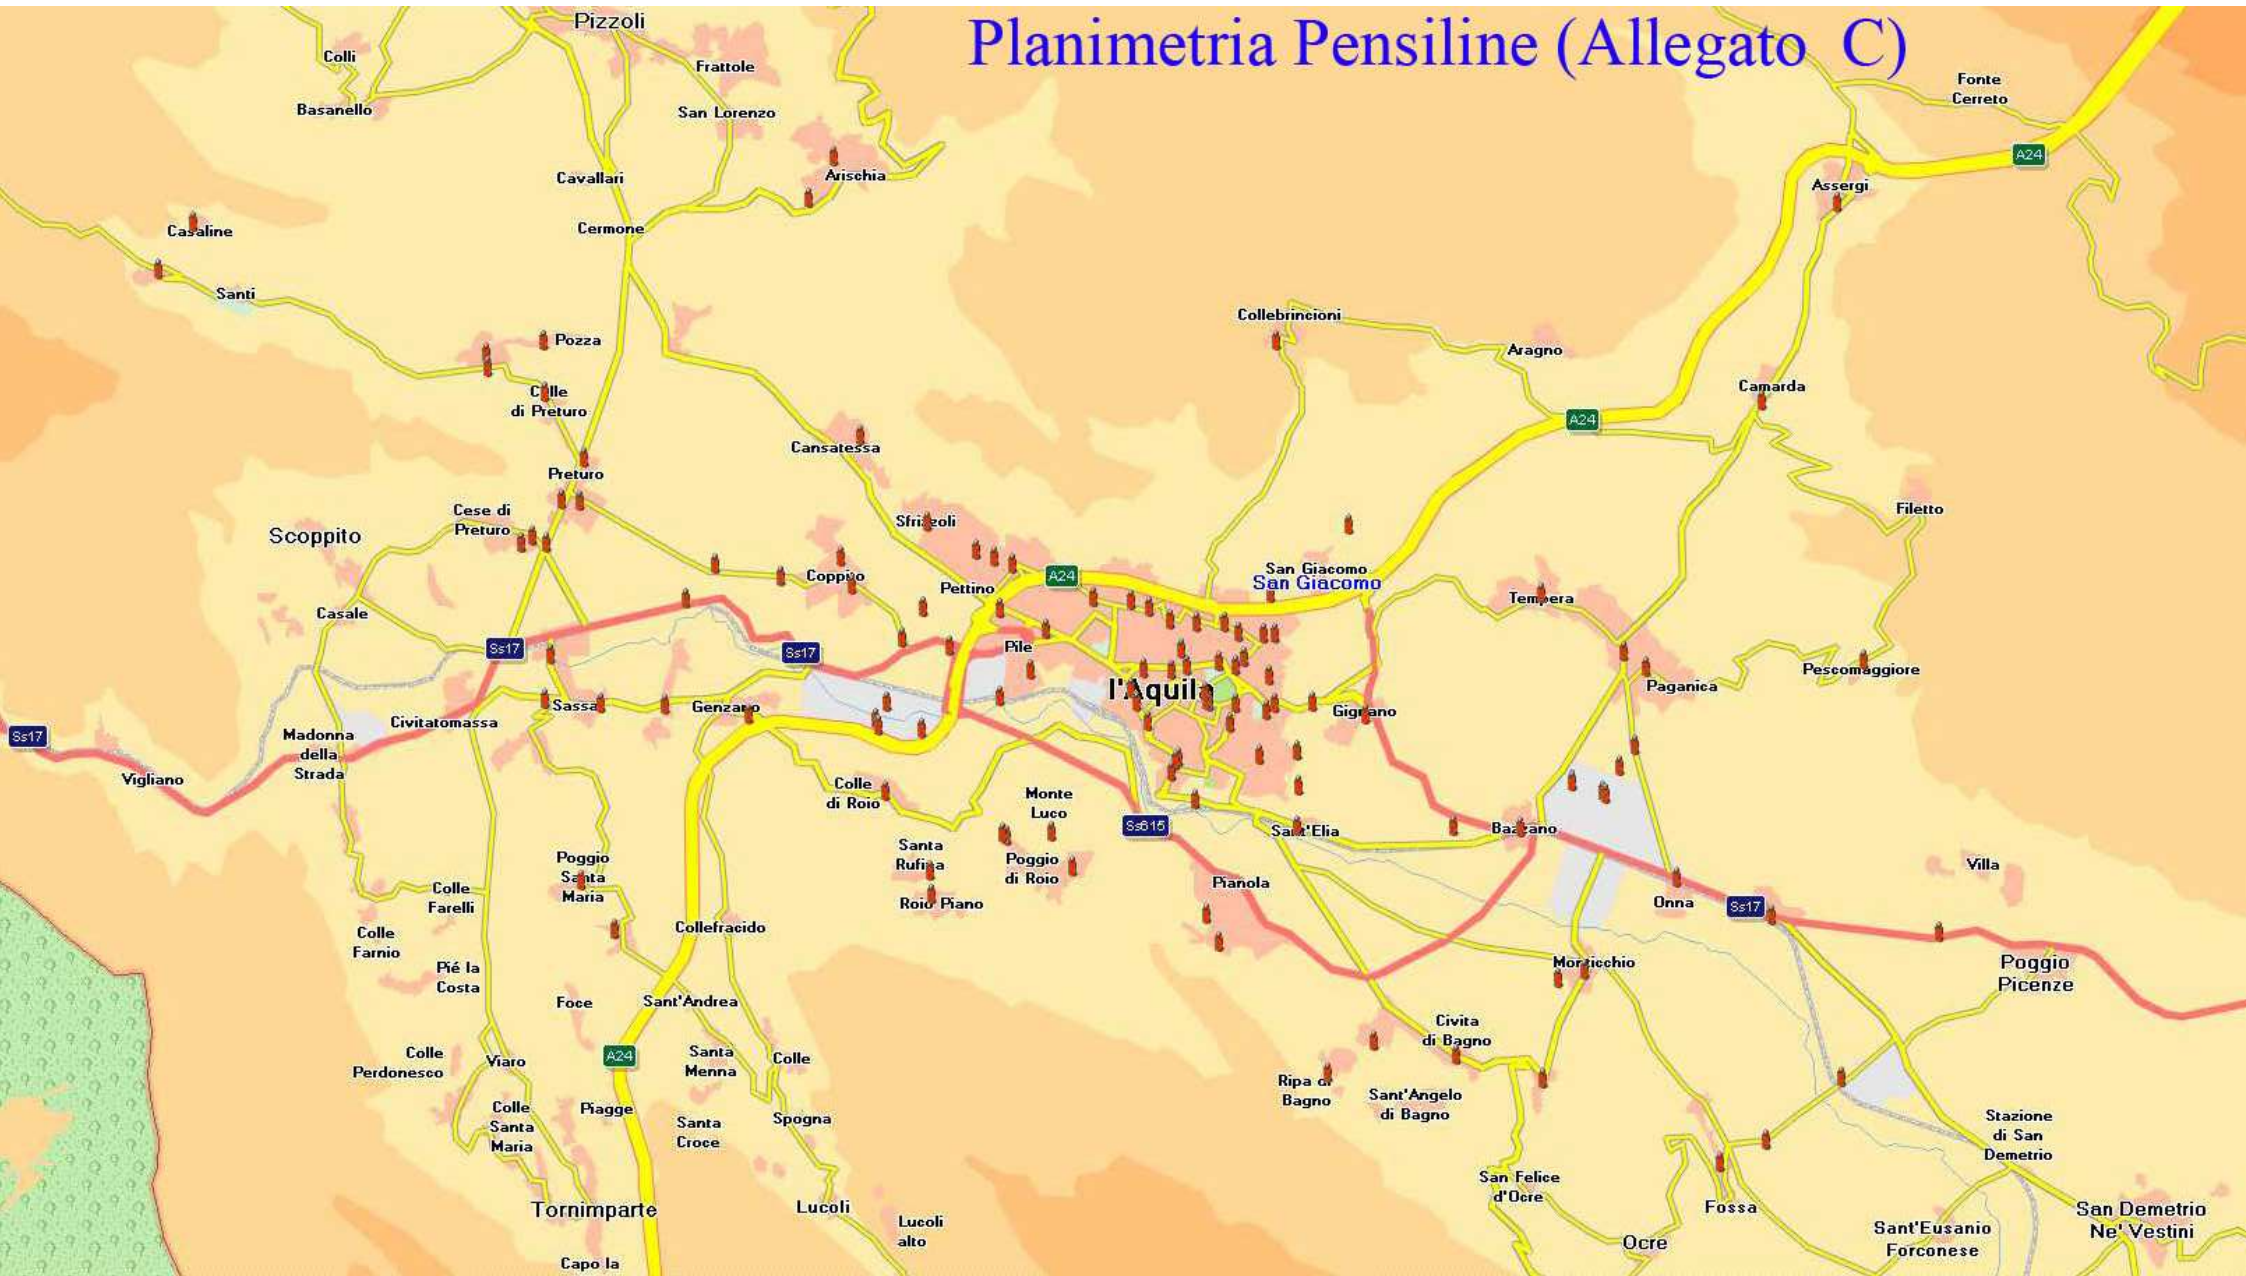 Planimetria Pensiline (Allegato C)
Pizzoli
Colli
Frattole
Fonte
Cerreto
Basanello
San Lorenzo
A24
Cavallari
Arischia
Assergi
Casaline
Cermone
Santi
Collebrincioni
Pozza
Aragno
Colle
di Preturo
Camarda
A24
Cansatessa
Preturo
Cese di
Preturo
Scoppito
Sfrizzoli
Filetto
Coppito
Pettino
A24
San Giacomo
San Giacomo
Tempera
Casale
Ss17
Ss17
Pile
Pescomaggiore
Paganica
l'Aquila
Sassa
Genzano
Gignano
Civitatomassa
Ss17
Madonna
della
Strada
Vigliano
Colle
di Roio
Monte
Luco
Ss615
Sant'Elia
Bazzano
Santa
Rufina
Poggio
di Roio
Poggio
Santa
Maria
Pianola
Villa
Colle
Farelli
Roio Piano
Onna
Ss17
Colle
Farnio
Collefracido
Monticchio
Poggio
Picenze
Pié la
Costa
Foce
Sant'Andrea
Civita
di Bagno
Colle
Perdonesco
Viaro
A24
Santa
Menna
Colle
Ripa di
Bagno
Sant'Angelo
di Bagno
Colle
Santa
Maria
Piagge
Santa
Croce
Spogna
Stazione
di San
Demetrio
San Felice
d'Ocre
Tornimparte
Lucoli
Lucoli
alto
Fossa
San Demetrio
Ne' Vestini
Sant'Eusanio
Forconese
Ocre
Capo la